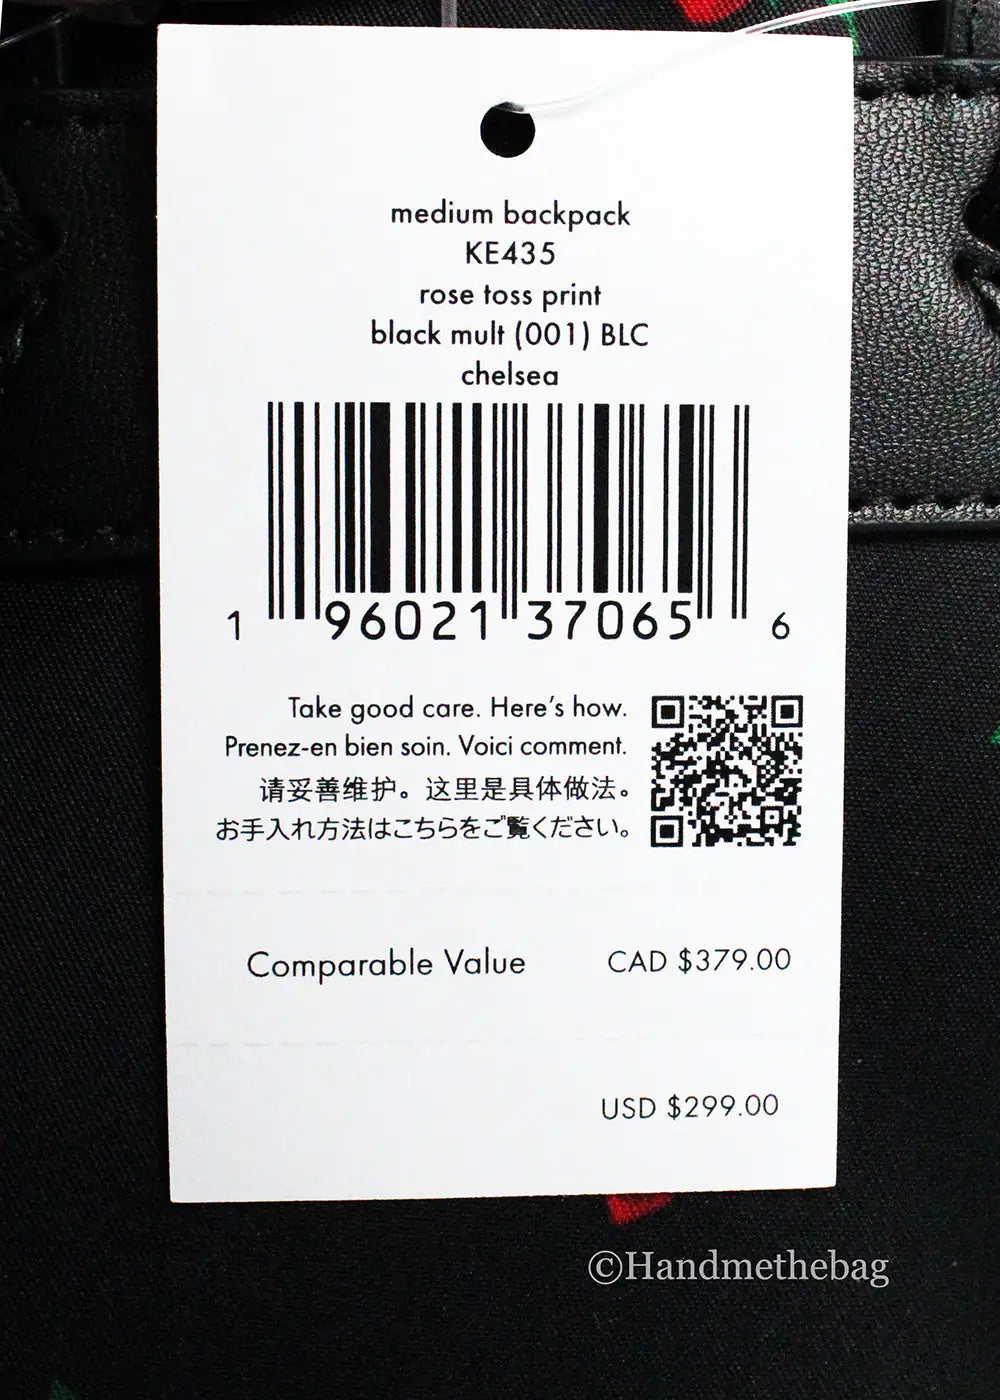 medium backpack
KE435
rose toss print
black mult (001) BLC
chelsea
1 96021 37065 6
Take good care. Here's how.
Prenez-en bien soin. Voici comment.
请妥善维护。这里是具体做法。
お手入れ方法はこちらをご覧ください。
Comparable Value CAD $379.00
USD $299.00
©Handmethebag